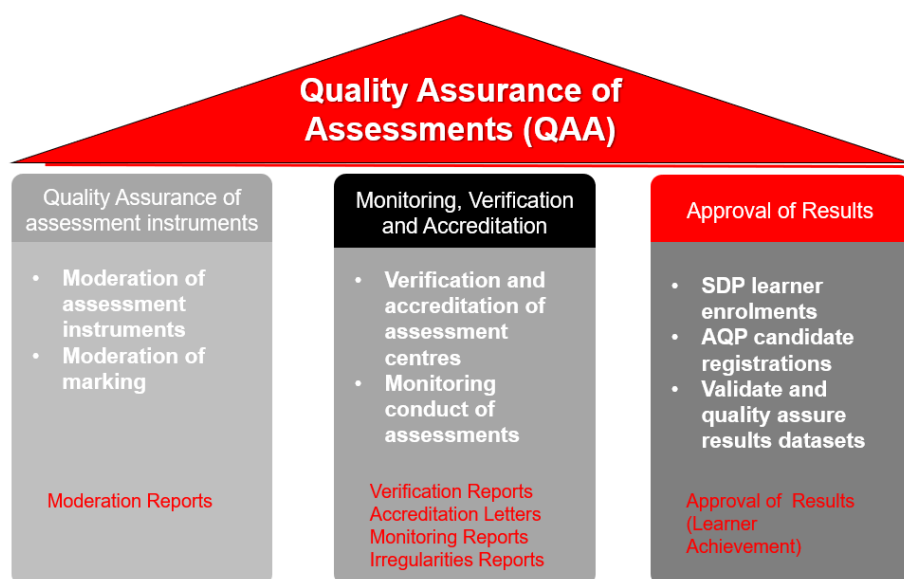 Quality Assurance of
Assessments (QAA)
Quality Assurance of
assessment instruments
• Moderation of
assessment
instruments
• Moderation of
marking
Moderation Reports
Monitoring, Verification
and Accreditation
• Verification and
accreditation of
assessment
centres
• Monitoring
conduct of
assessments
Verification Reports
Accreditation Letters
Monitoring Reports
Irregularities Reports
Approval of Results
• SDP learner
enrolments
• AQP candidate
registrations
• Validate and
quality assure
results datasets
Approval of Results
(Learner
Achievement)